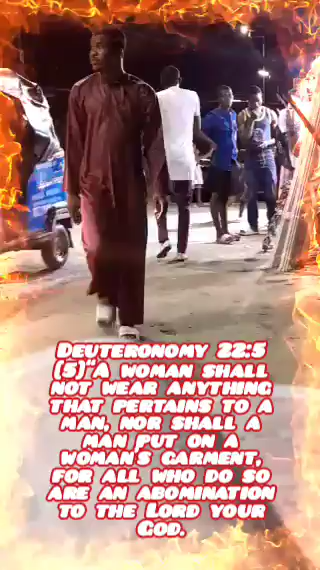 Deuteronomy 22:5
(5)"A woman shall
not wear anything
that pertains to a
man, nor shall a
man put on a
woman's garment,
for all who do so
are an abomination
to the Lord your
God.